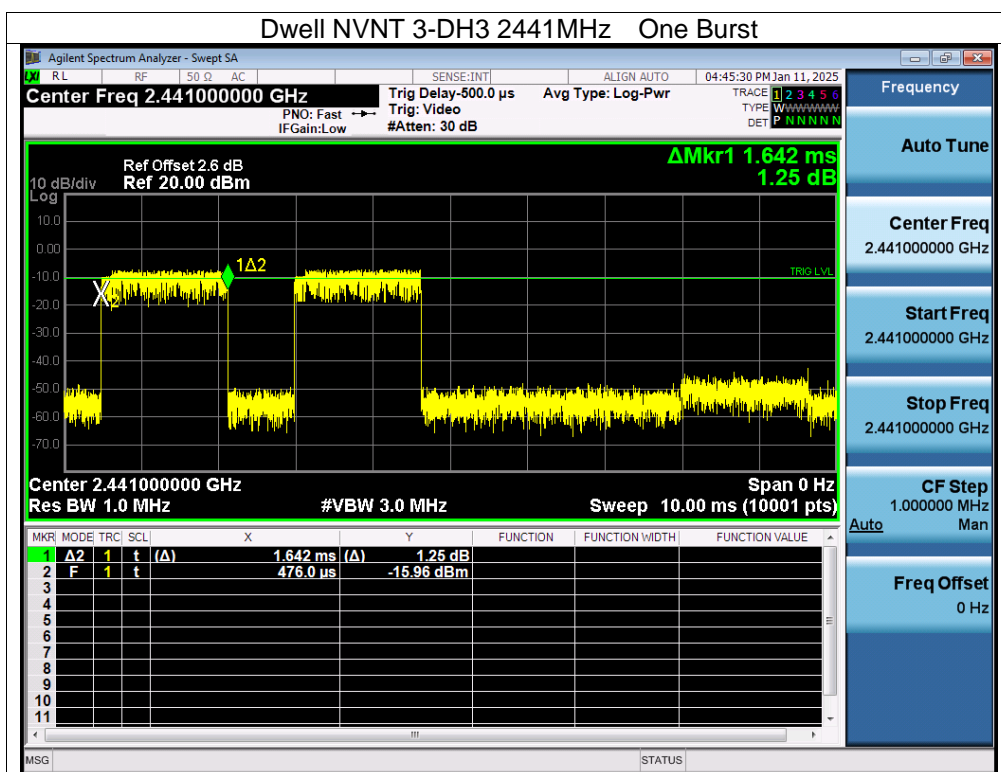 Dwell NVNT 3-DH3 2441MHz One Burst
Agilent Spectrum Analyzer - Swept SA
LXI RL RF 50 Ω AC SENSE:INT ALIGN AUTO 04:45:30 PM Jan 11, 2025
Center Freq 2.441000000 GHz
PNO: Fast
IFGain:Low
Trig Delay-500.0 µs
Trig: Video
#Atten: 30 dB
Avg Type: Log-Pwr
TRACE 1 2 3 4 5 6
TYPE WWWWWW
DET P N N N N N
ΔMkr1 1.642 ms
1.25 dB
Ref Offset 2.6 dB
10 dB/div Ref 20.00 dBm
Log
10.0
0.00
-10.0
-20.0
-30.0
-40.0
-50.0
-60.0
-70.0
1Δ2
TRIG LVL
2
Center 2.441000000 GHz Span 0 Hz
Res BW 1.0 MHz #VBW 3.0 MHz Sweep 10.00 ms (10001 pts)
MKR MODE TRC SCL X Y FUNCTION FUNCTION WIDTH FUNCTION VALUE
1 Δ2 1 t (Δ) 1.642 ms (Δ) 1.25 dB
2 F 1 t 476.0 µs -15.96 dBm
3
4
5
6
7
8
9
10
11
MSG STATUS
Frequency
Auto Tune
Center Freq
2.441000000 GHz
Start Freq
2.441000000 GHz
Stop Freq
2.441000000 GHz
CF Step
1.000000 MHz
Auto Man
Freq Offset
0 Hz